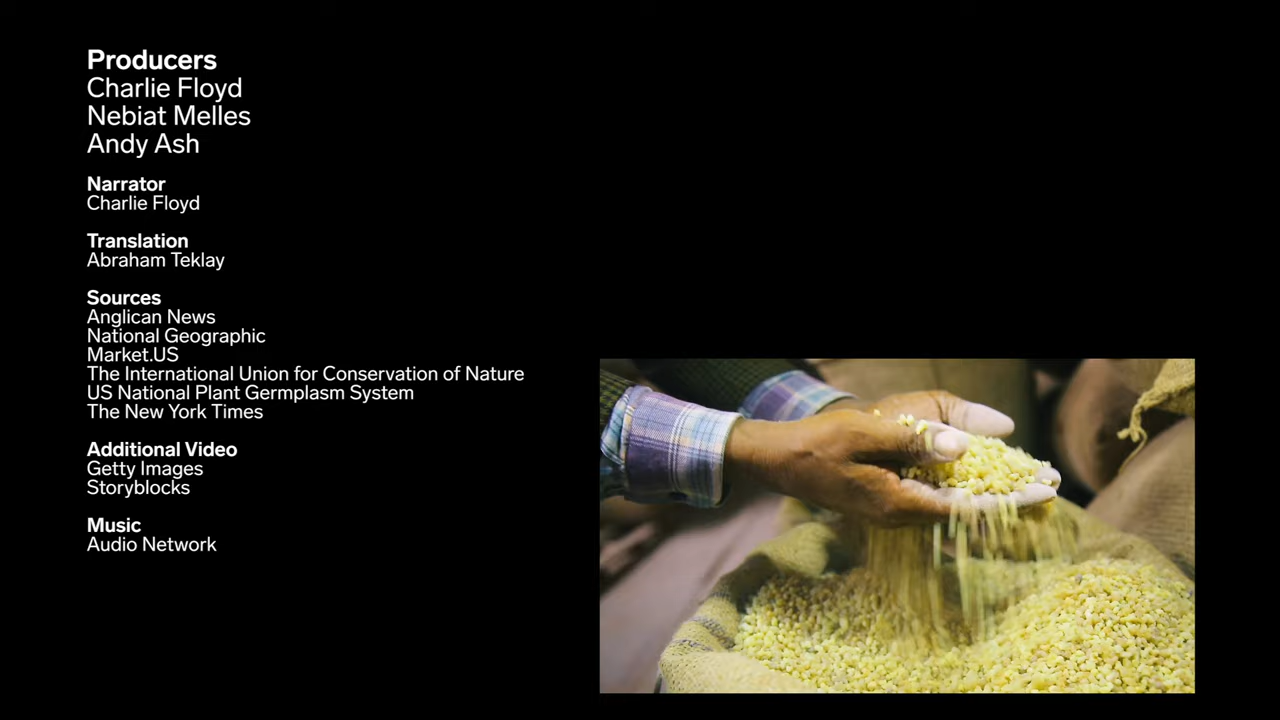 Producers
Charlie Floyd
Nebiat Melles
Andy Ash
Narrator
Charlie Floyd
Translation
Abraham Teklay
Sources
Anglican News
National Geographic
Market.US
The International Union for Conservation of Nature
US National Plant Germplasm System
The New York Times
Additional Video
Getty Images
Storyblocks
Music
Audio Network